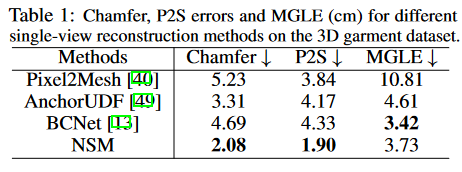 Table 1: Chamfer, P2S errors and MGLE (cm) for different
single-view reconstruction methods on the 3D garment dataset.
Methods Chamfer ↓ P2S ↓ MGLE ↓
Pixel2Mesh [40] 5.23 3.84 10.81
AnchorUDF [49] 3.31 4.17 4.61
BCNet [13] 4.69 4.33 3.42
NSM 2.08 1.90 3.73